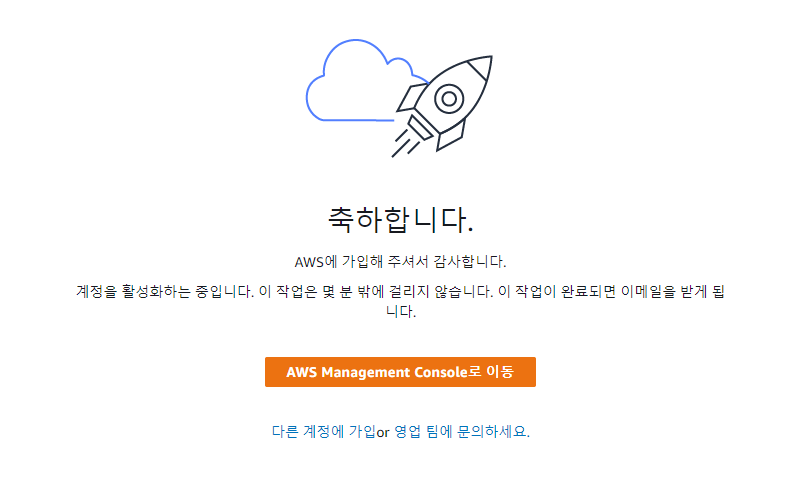 축하합니다.
AWS에 가입해 주셔서 감사합니다.
계정을 활성화하는 중입니다. 이 작업은 몇 분 밖에 걸리지 않습니다. 이 작업이 완료되면 이메일을 받게 됩
니다.
AWS Management Console로 이동
다른 계정에 가입or 영업 팀에 문의하세요.